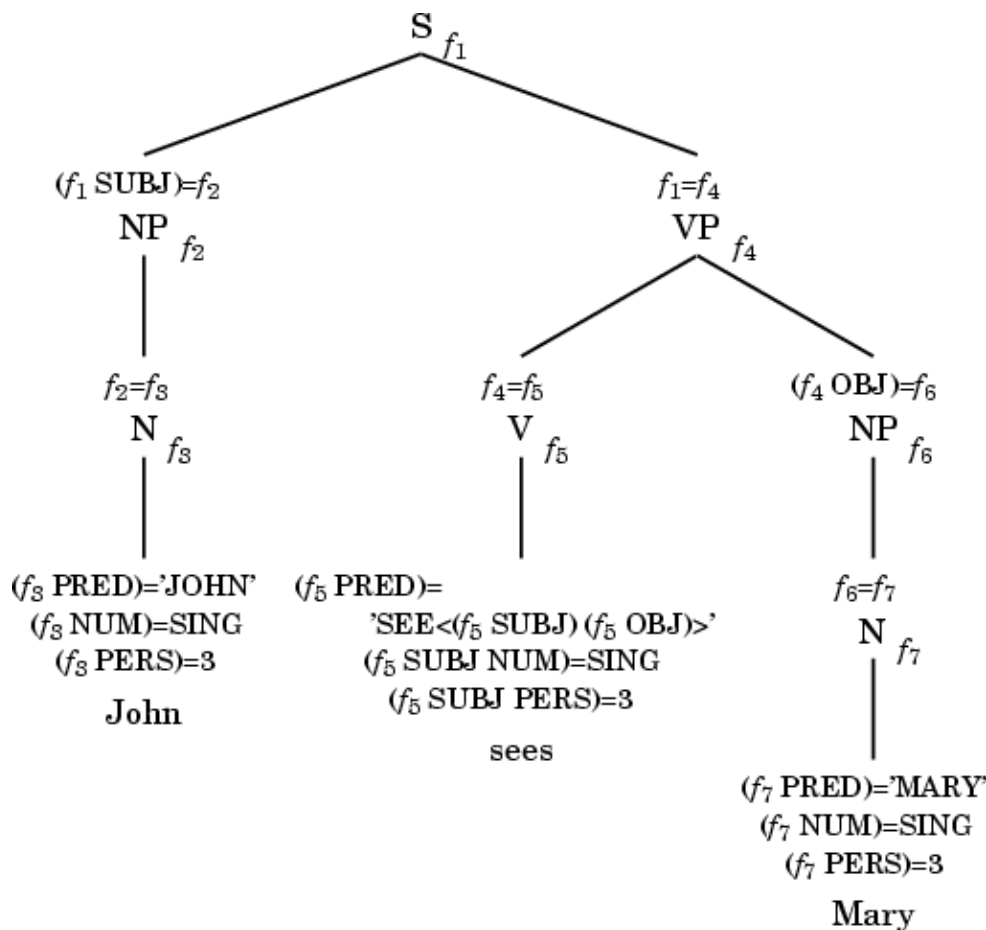 S f₁
(f₁ SUBJ)=f₂
NP f₂
f₁=f₄
VP f₄
f₂=f₃
N f₃
f₄=f₅
V f₅
(f₄ OBJ)=f₆
NP f₆
(f₃ PRED)='JOHN'
(f₃ NUM)=SING
(f₃ PERS)=3
John
(f₅ PRED)=
'SEE<(f₅ SUBJ) (f₅ OBJ)>'
(f₅ SUBJ NUM)=SING
(f₅ SUBJ PERS)=3
sees
f₆=f₇
N f₇
(f₇ PRED)='MARY'
(f₇ NUM)=SING
(f₇ PERS)=3
Mary